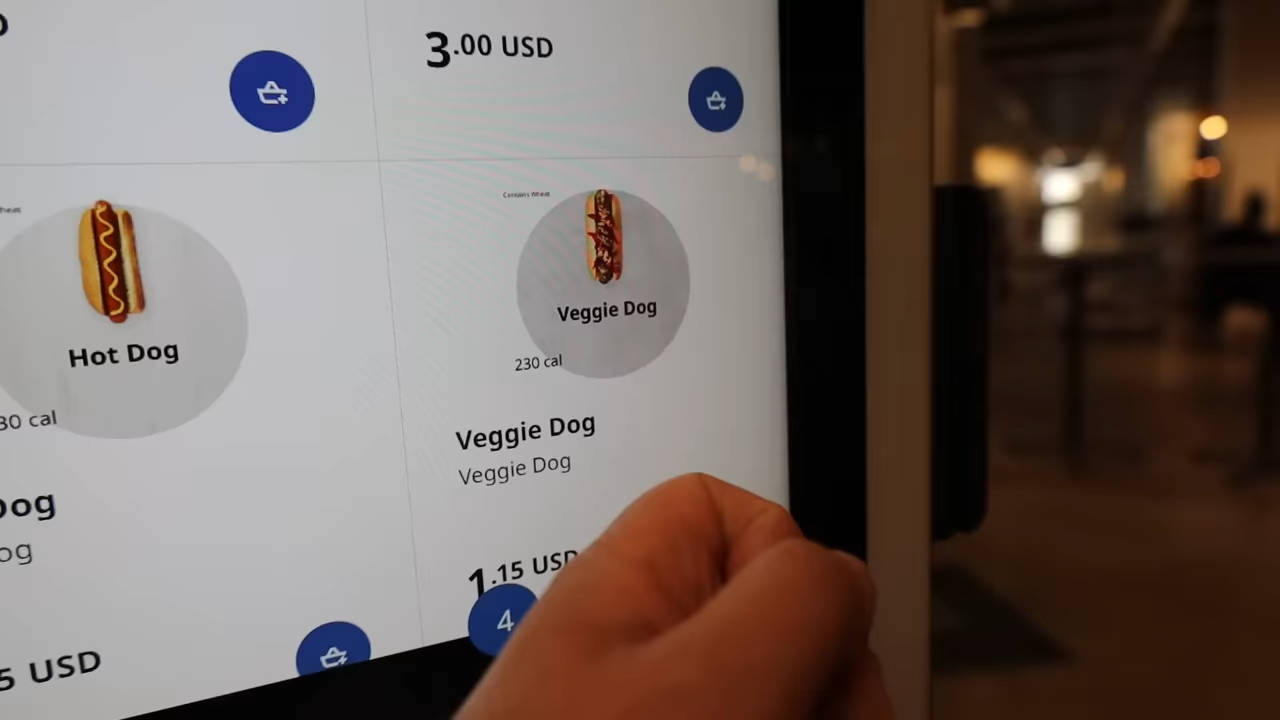 3.00 USD
Contains Wheat
Hot Dog
30 cal
Veggie Dog
230 cal
Veggie Dog
Veggie Dog
Dog
og
1.15 USD
4
5 USD